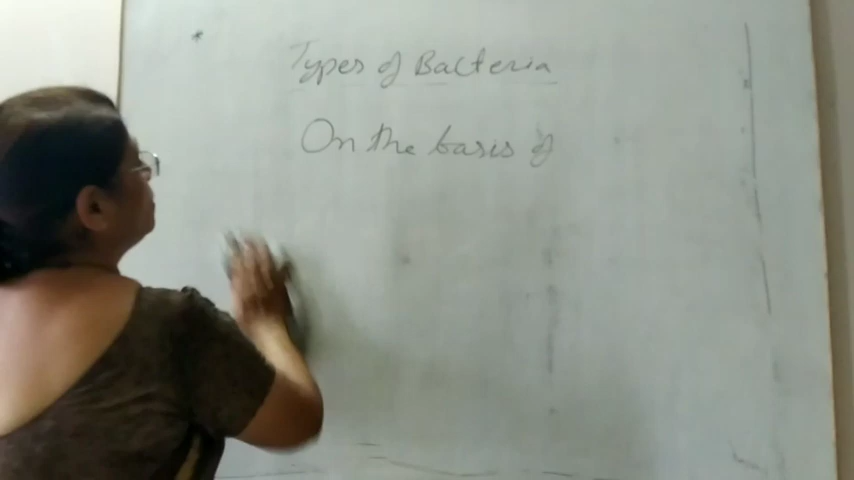 Types of Bacteria
On the basis of